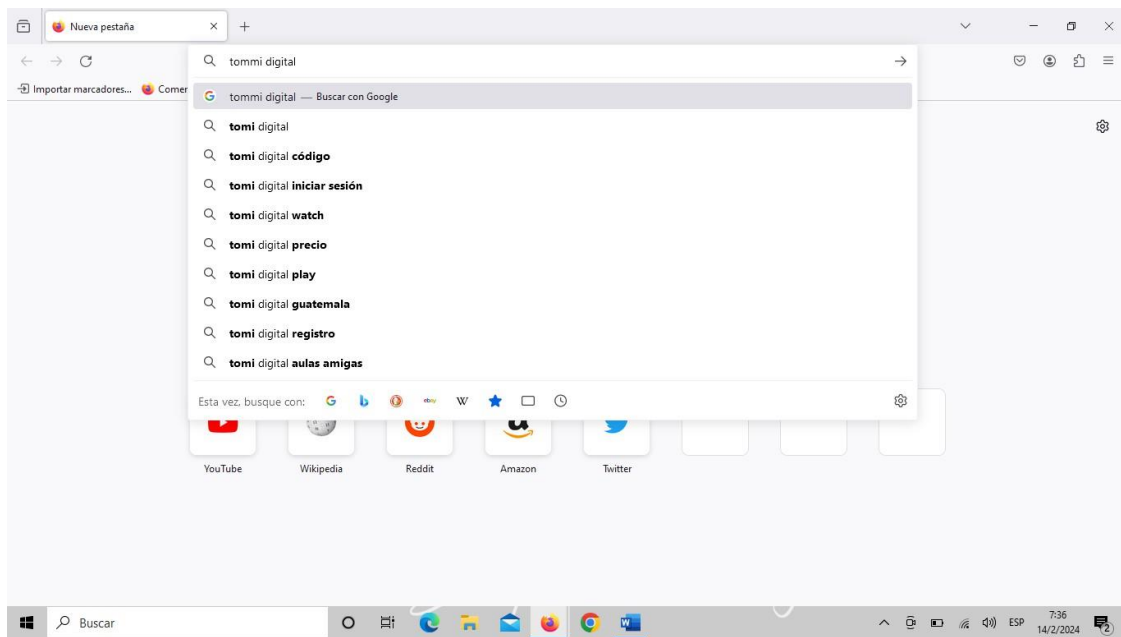 Nueva pestaña
tommi digital
Importar marcadores... Comer
tommi digital — Buscar con Google
tomi digital
tomi digital código
tomi digital iniciar sesión
tomi digital watch
tomi digital precio
tomi digital play
tomi digital guatemala
tomi digital registro
tomi digital aulas amigas
Esta vez, busque con: ebay W
YouTube Wikipedia Reddit Amazon Twitter
Buscar
ESP
7:36
14/2/2024
2